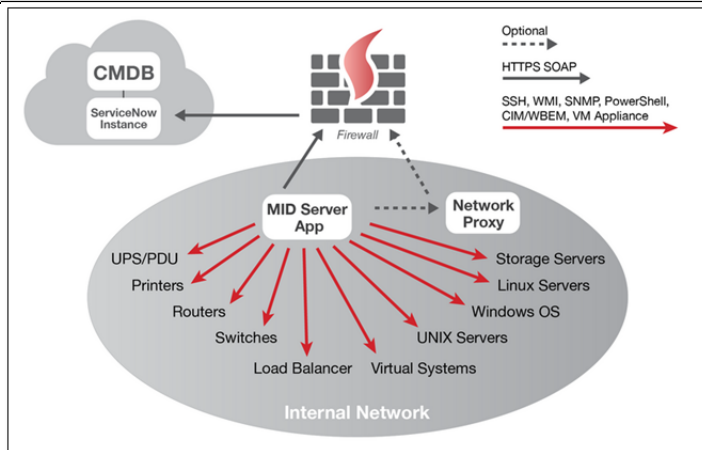 CMDB
ServiceNow
Instance
Firewall
Optional
HTTPS SOAP
SSH, WMI, SNMP, PowerShell,
CIM/WBEM, VM Appliance
MID Server
App
Network
Proxy
UPS/PDU
Printers
Routers
Switches
Load Balancer
Virtual Systems
UNIX Servers
Windows OS
Linux Servers
Storage Servers
Internal Network